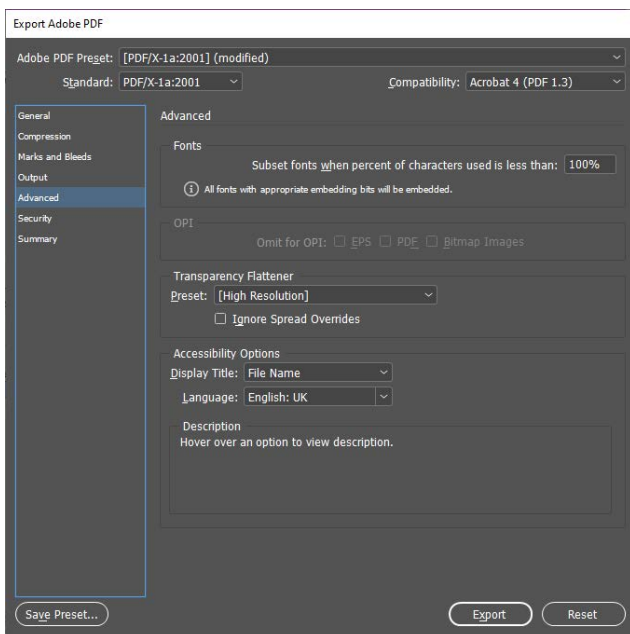 Export Adobe PDF
Adobe PDF Preset: [PDF/X-1a:2001] (modified)
Standard: PDF/X-1a:2001 Compatibility: Acrobat 4 (PDF 1.3)
General
Compression
Marks and Bleeds
Output
Advanced
Security
Summary
Advanced
Fonts
Subset fonts when percent of characters used is less than: 100%
All fonts with appropriate embedding bits will be embedded.
OPI
Omit for OPI: EPS PDF Bitmap Images
Transparency Flattener
Preset: [High Resolution]
Ignore Spread Overrides
Accessibility Options
Display Title: File Name
Language: English: UK
Description
Hover over an option to view description.
Save Preset... Export Reset